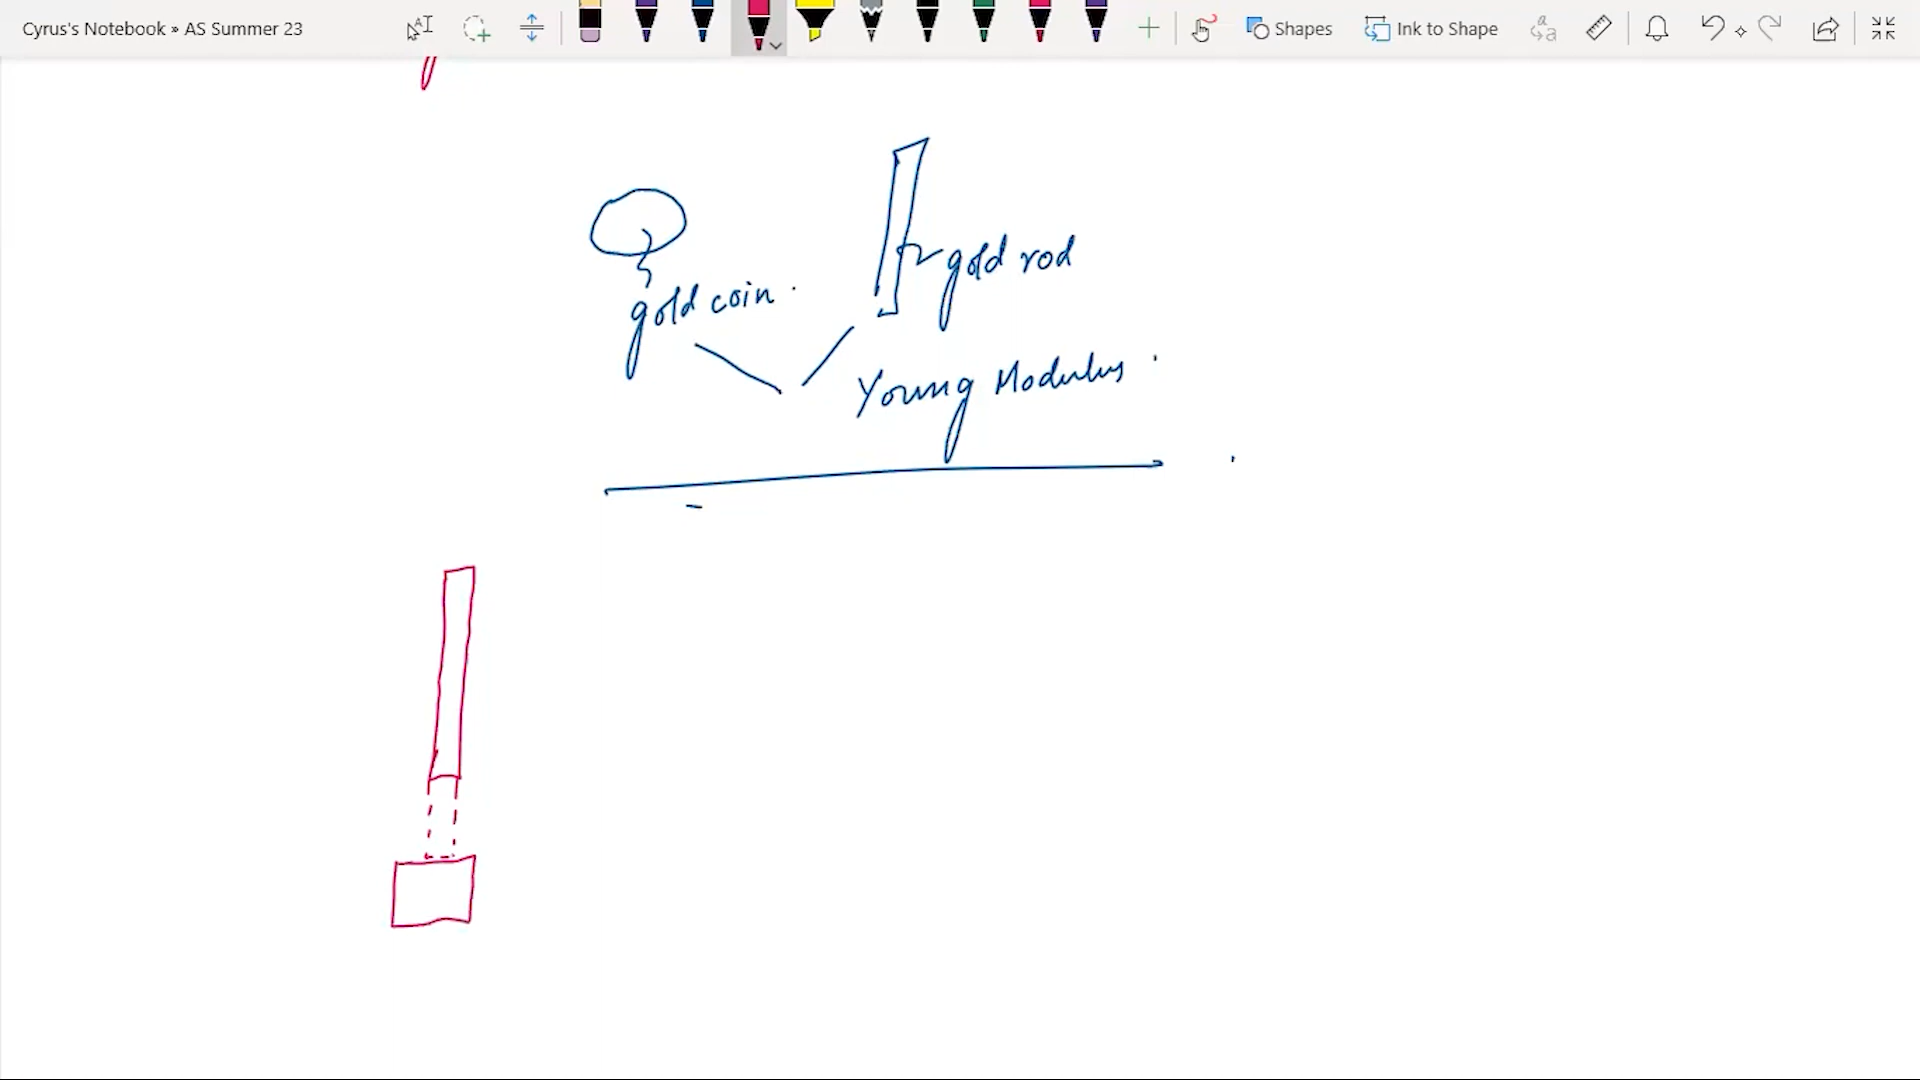 Cyrus's Notebook » AS Summer 23
Shapes
Ink to Shape
gold coin.
gold rod
Young Modulus.